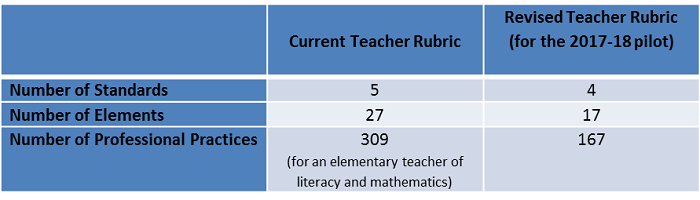 Revised Teacher Rubric
Current Teacher Rubric (for the 2017-18 pilot)
Number of Standards 5 4
Number of Elements 27 17
Number of Professional Practices 309 167
(for an elementary teacher of
literacy and mathematics)